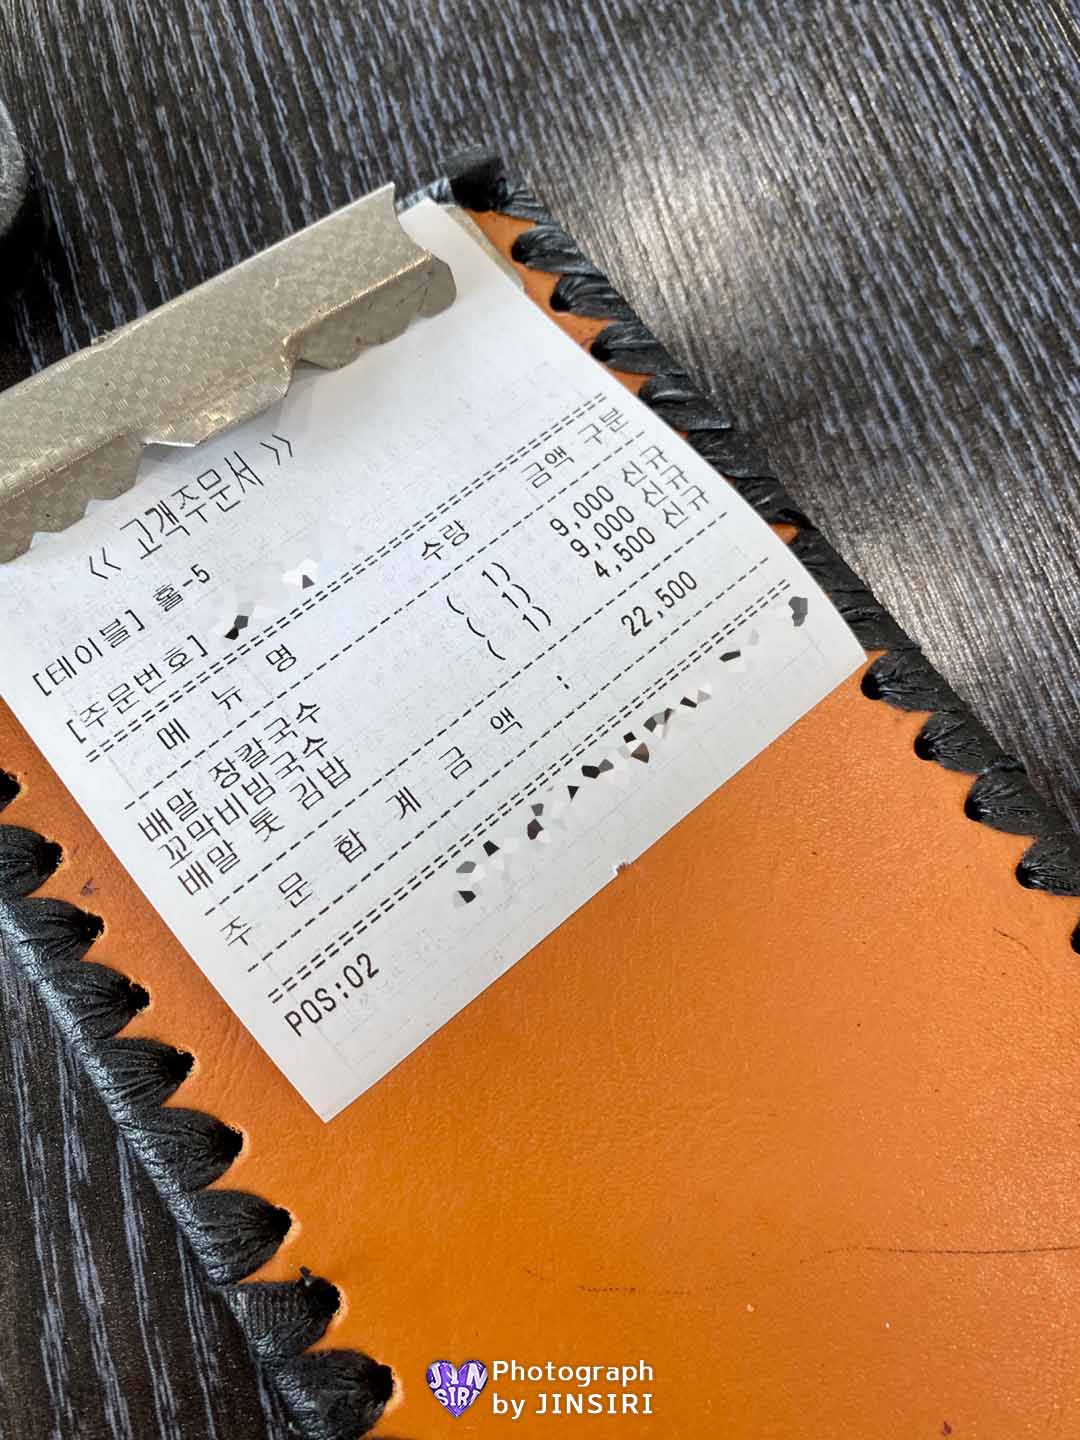 << 고객주문서 >>
[테이블] 홀-5
[주문번호]
메 뉴 명 수량 금액 구분
배말 장칼국수 ( 1) 9,000 신규
꼬막비빔국수 ( 1) 9,000 신규
배말 톳 김밥 ( 1) 4,500 신규
주 문 합 계 금 액 : 22,500
POS:02
JIN SIRI
Photograph
by JINSIRI